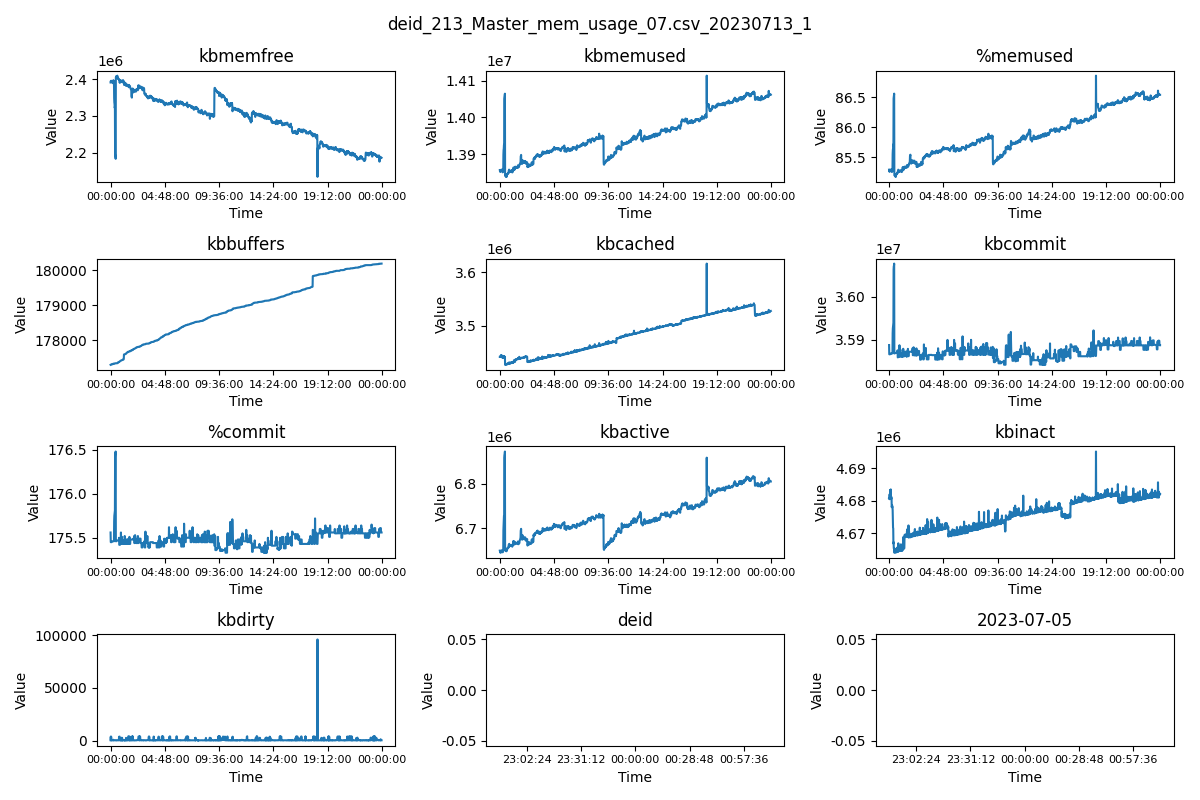 deid_213_Master_mem_usage_07.csv_20230713_1
kbmemfree
1e6
2.4
2.3
2.2
Value
00:00:00 04:48:00 09:36:00 14:24:00 19:12:00 00:00:00
Time
kbmemused
1e7
1.41
1.40
1.39
Value
00:00:00 04:48:00 09:36:00 14:24:00 19:12:00 00:00:00
Time
%memused
86.5
86.0
85.5
Value
00:00:00 04:48:00 09:36:00 14:24:00 19:12:00 00:00:00
Time
kbbuffers
180000
179000
178000
Value
00:00:00 04:48:00 09:36:00 14:24:00 19:12:00 00:00:00
Time
kbcached
1e6
3.6
3.5
Value
00:00:00 04:48:00 09:36:00 14:24:00 19:12:00 00:00:00
Time
kbcommit
1e7
3.60
3.59
Value
00:00:00 04:48:00 09:36:00 14:24:00 19:12:00 00:00:00
Time
%commit
176.5
176.0
175.5
Value
00:00:00 04:48:00 09:36:00 14:24:00 19:12:00 00:00:00
Time
kbactive
1e6
6.8
6.7
Value
00:00:00 04:48:00 09:36:00 14:24:00 19:12:00 00:00:00
Time
kbinact
1e6
4.69
4.68
4.67
Value
00:00:00 04:48:00 09:36:00 14:24:00 19:12:00 00:00:00
Time
kbdirty
100000
50000
0
Value
00:00:00 04:48:00 09:36:00 14:24:00 19:12:00 00:00:00
Time
deid
0.05
0.00
-0.05
Value
23:02:24 23:31:12 00:00:00 00:28:48 00:57:36
Time
2023-07-05
0.05
0.00
-0.05
Value
23:02:24 23:31:12 00:00:00 00:28:48 00:57:36
Time